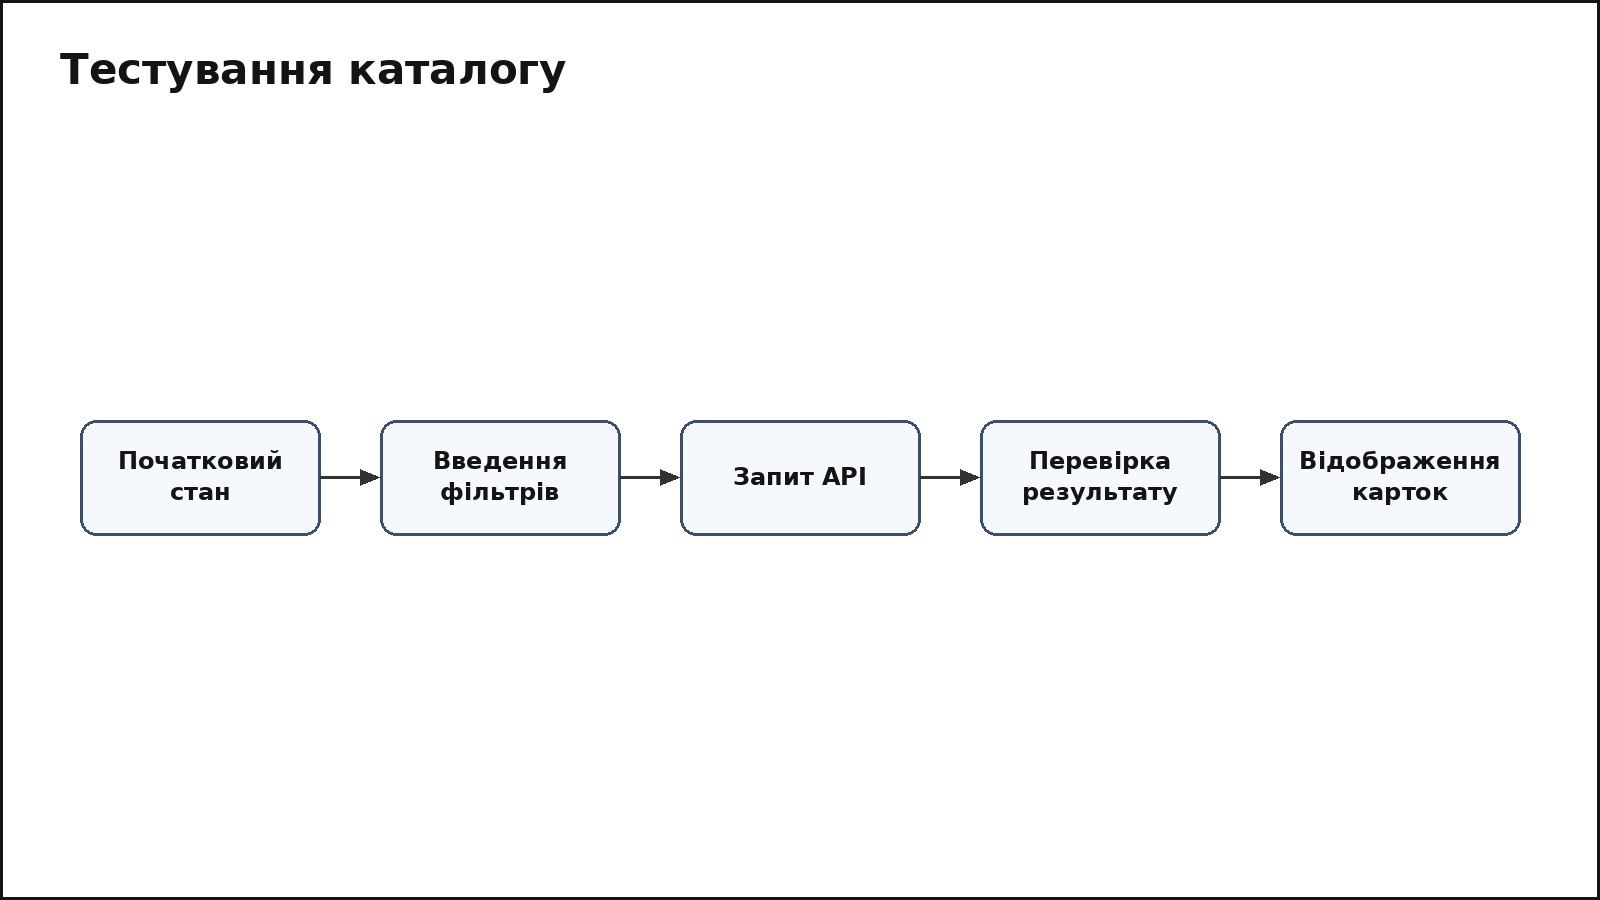 Тестування каталогу
Початковий
стан
Введення
фільтрів
Запит API
Перевірка
результату
Відображення
карток